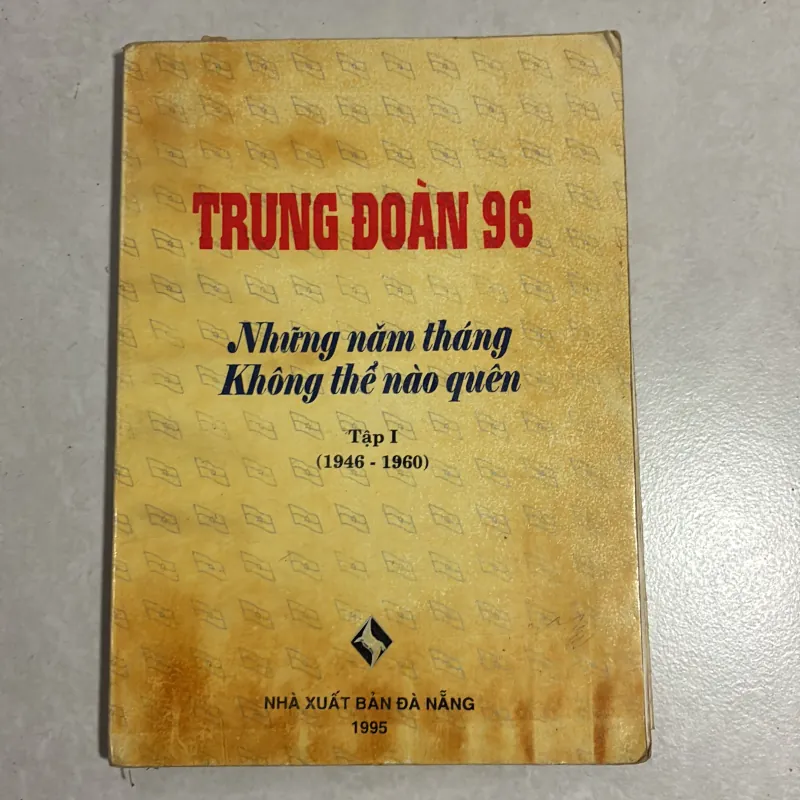 TRUNG ĐOÀN 96
Những năm tháng
Không thể nào quên
Tập I
(1946 - 1960)
NHÀ XUẤT BẢN ĐÀ NẴNG
1995